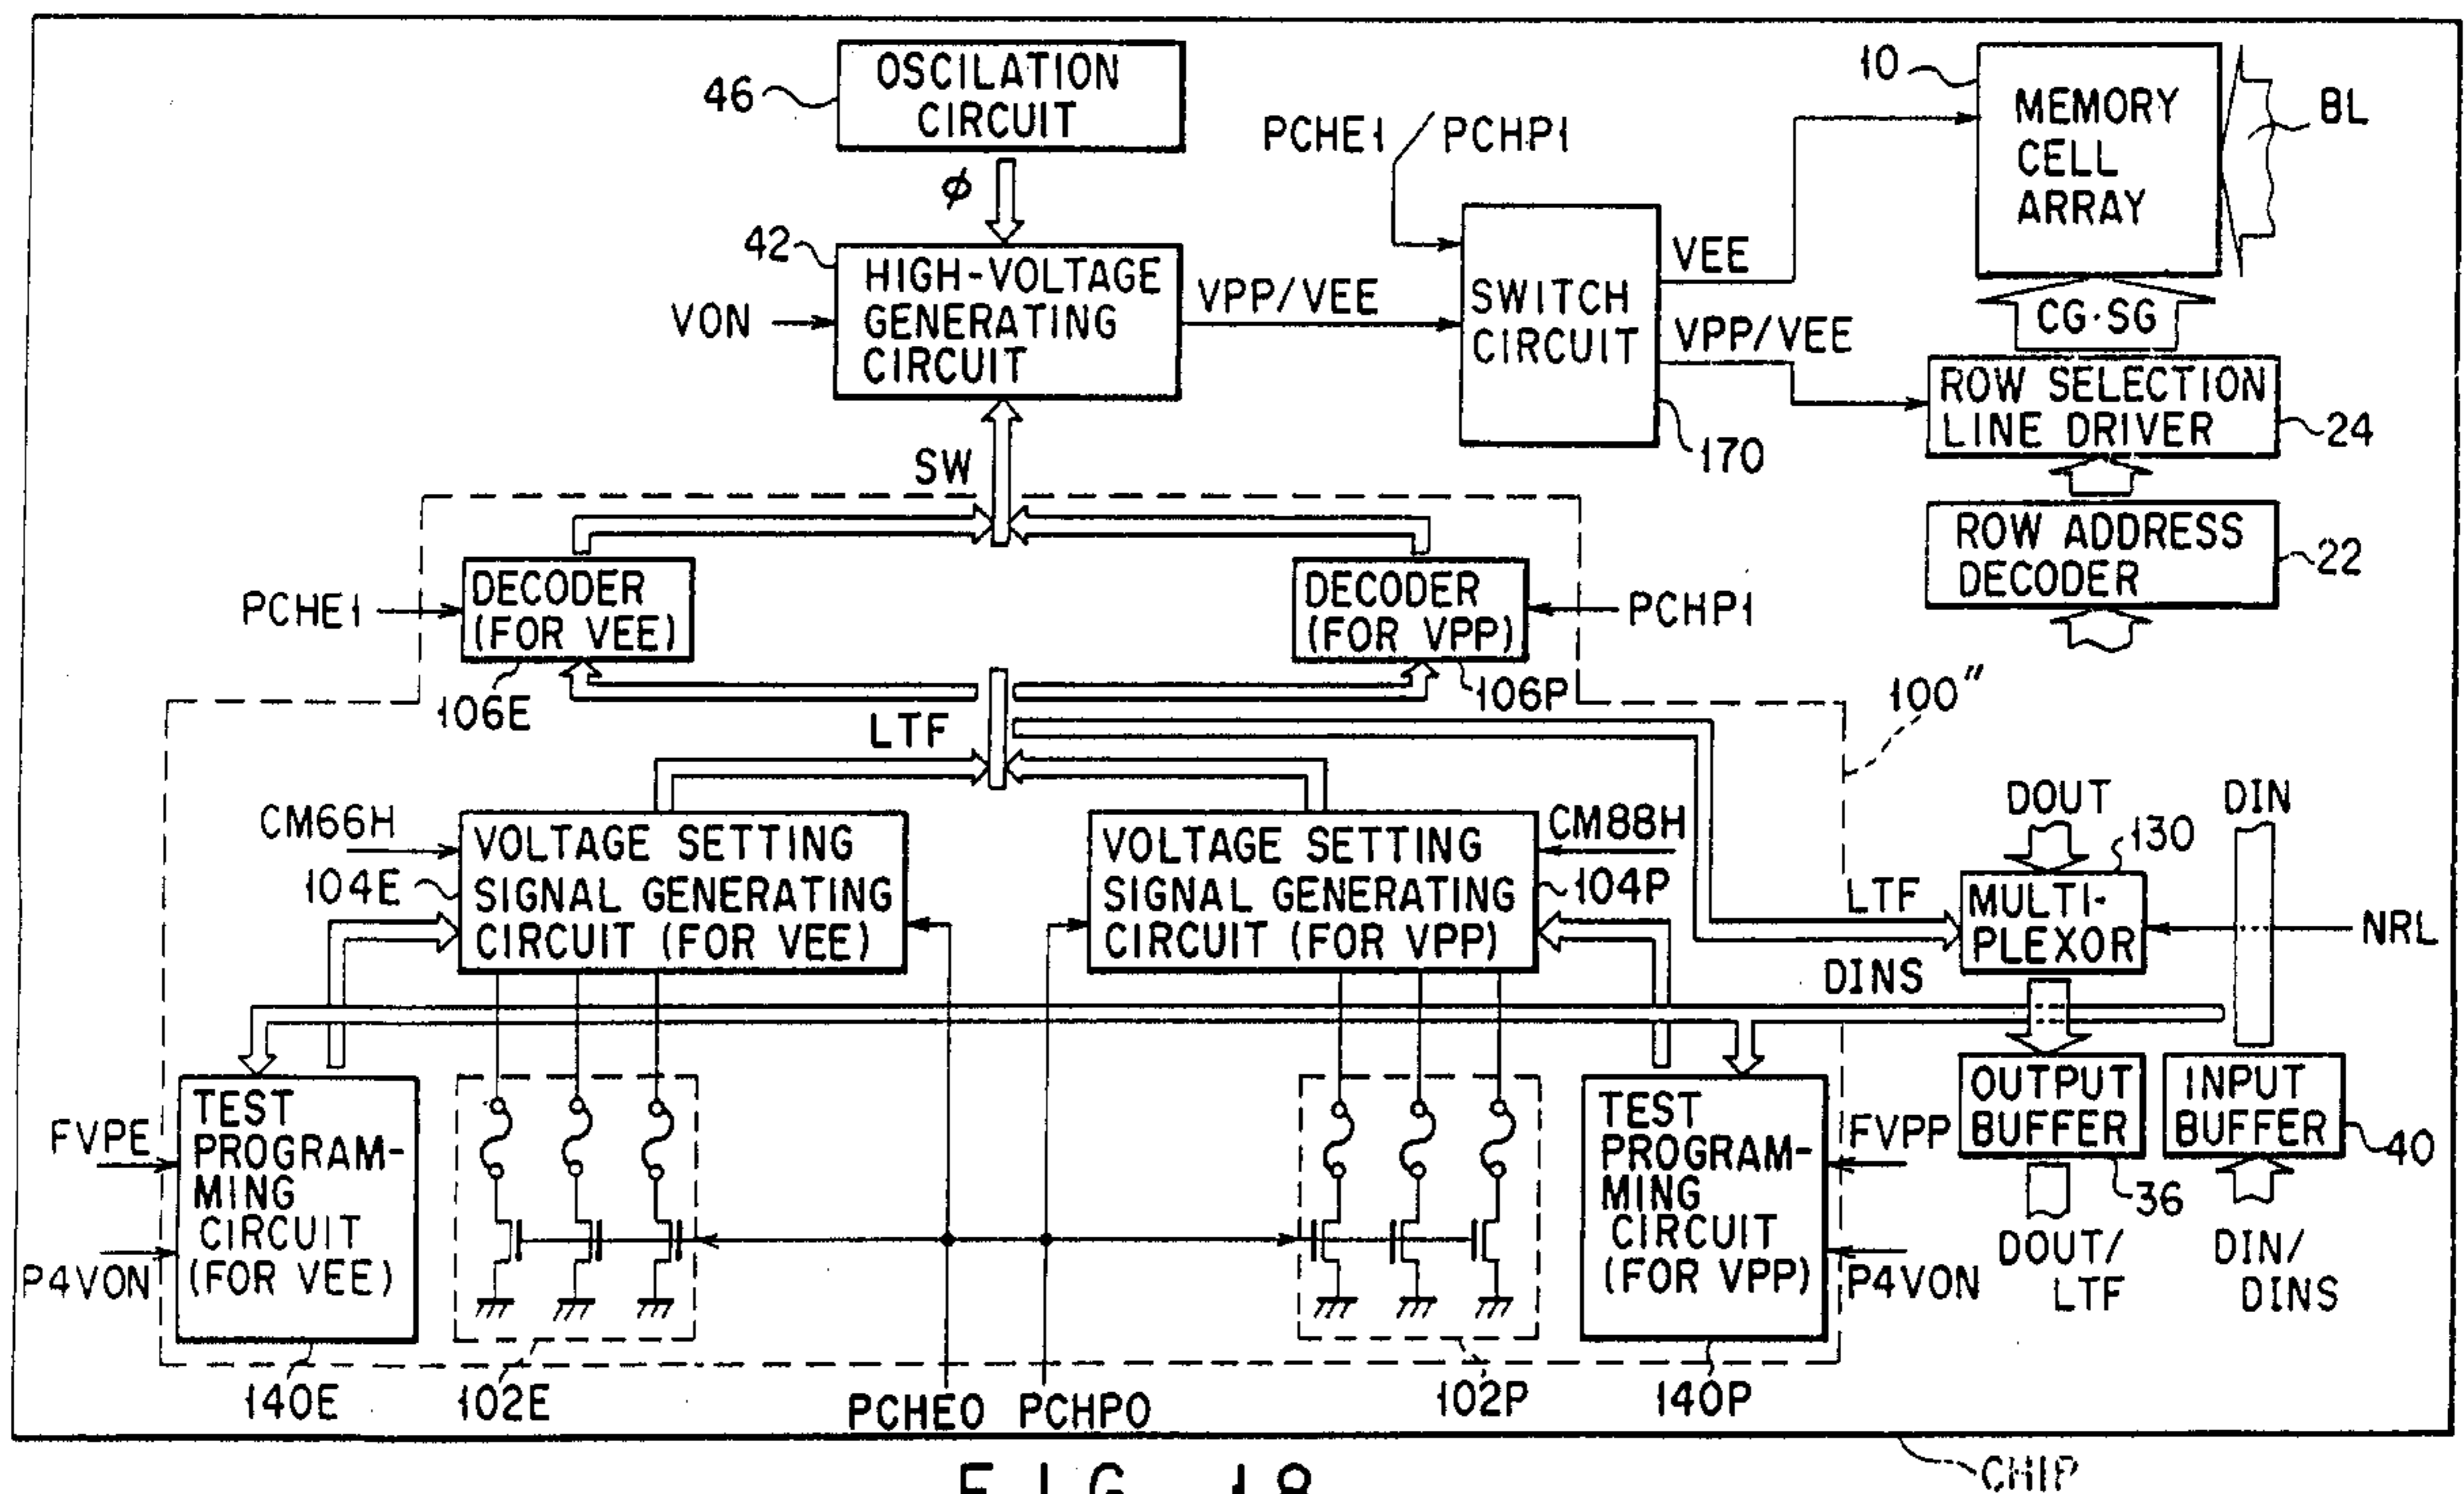 46
OSCILATION
CIRCUIT
ϕ
10
MEMORY
CELL
ARRAY
BL
PCHE1/PCHP1
42
VON
HIGH-VOLTAGE
GENERATING
CIRCUIT
VPP/VEE
SWITCH
CIRCUIT
170
VEE
VPP/VEE
CG·SG
ROW SELECTION
LINE DRIVER
24
ROW ADDRESS
DECODER
22
SW
PCHE1
DECODER
(FOR VEE)
106E
DECODER
(FOR VPP)
106P
PCHP1
100"
LTF
CM66H
104E
VOLTAGE SETTING
SIGNAL GENERATING
CIRCUIT (FOR VEE)
VOLTAGE SETTING
SIGNAL GENERATING
CIRCUIT (FOR VPP)
CM88H
104P
LTF
DINS
DOUT
DIN
130
MULTI-
PLEXOR
NRL
FVPE
P4VON
TEST
PROGRAM-
MING
CIRCUIT
(FOR VEE)
140E
102E
PCHE0
PCHP0
102P
TEST
PROGRAM-
MING
CIRCUIT
(FOR VPP)
140P
FVPP
P4VON
OUTPUT
BUFFER
36
DOUT/
LTF
INPUT
BUFFER
40
DIN/
DINS
CHIP
FIG. 18